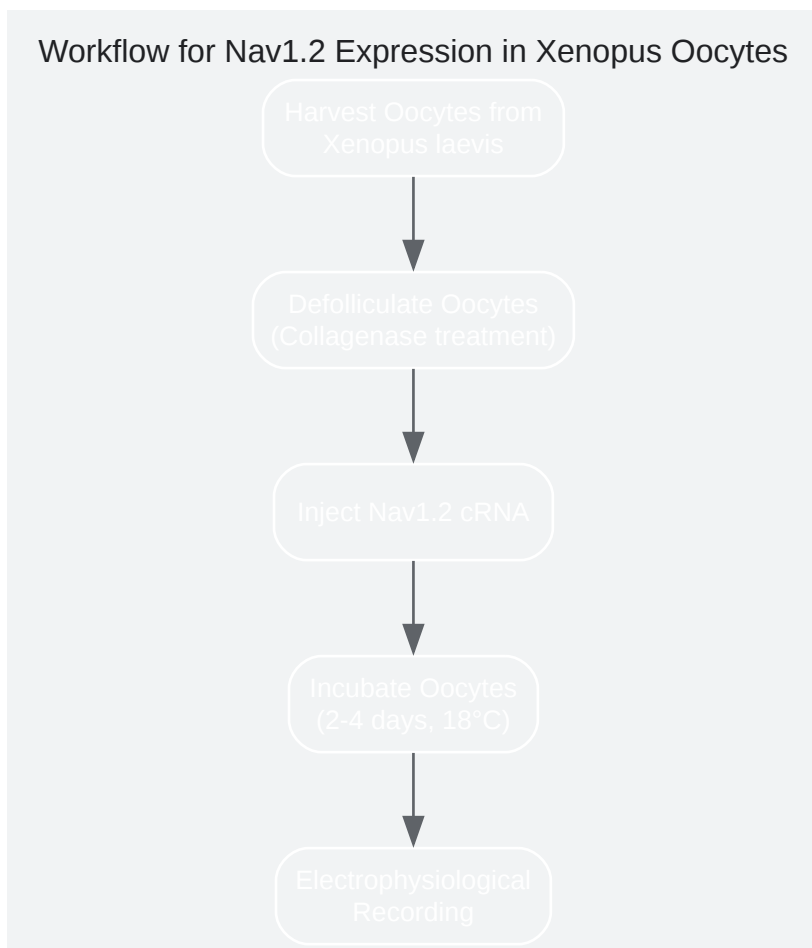 Workflow for Nav1.2 Expression in Xenopus Oocytes
Harvest Oocytes from
Xenopus laevis
Defolliculate Oocytes
(Collagenase treatment)
Inject Nav1.2 cRNA
Incubate Oocytes
(2-4 days, 18°C)
Electrophysiological
Recording